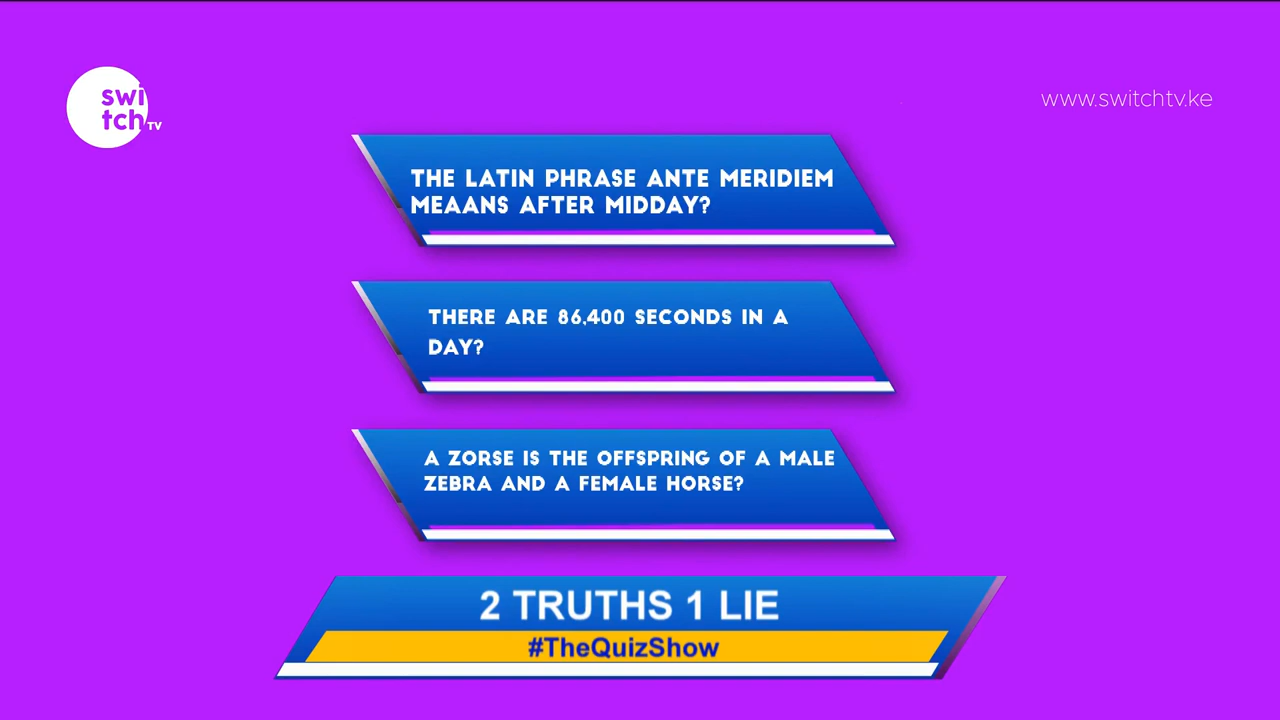 swi
tch TV
www.switchtv.ke
THE LATIN PHRASE ANTE MERIDIEM
MEAANS AFTER MIDDAY?
THERE ARE 86,400 SECONDS IN A
DAY?
A ZORSE IS THE OFFSPRING OF A MALE
ZEBRA AND A FEMALE HORSE?
2 TRUTHS 1 LIE
#TheQuizShow